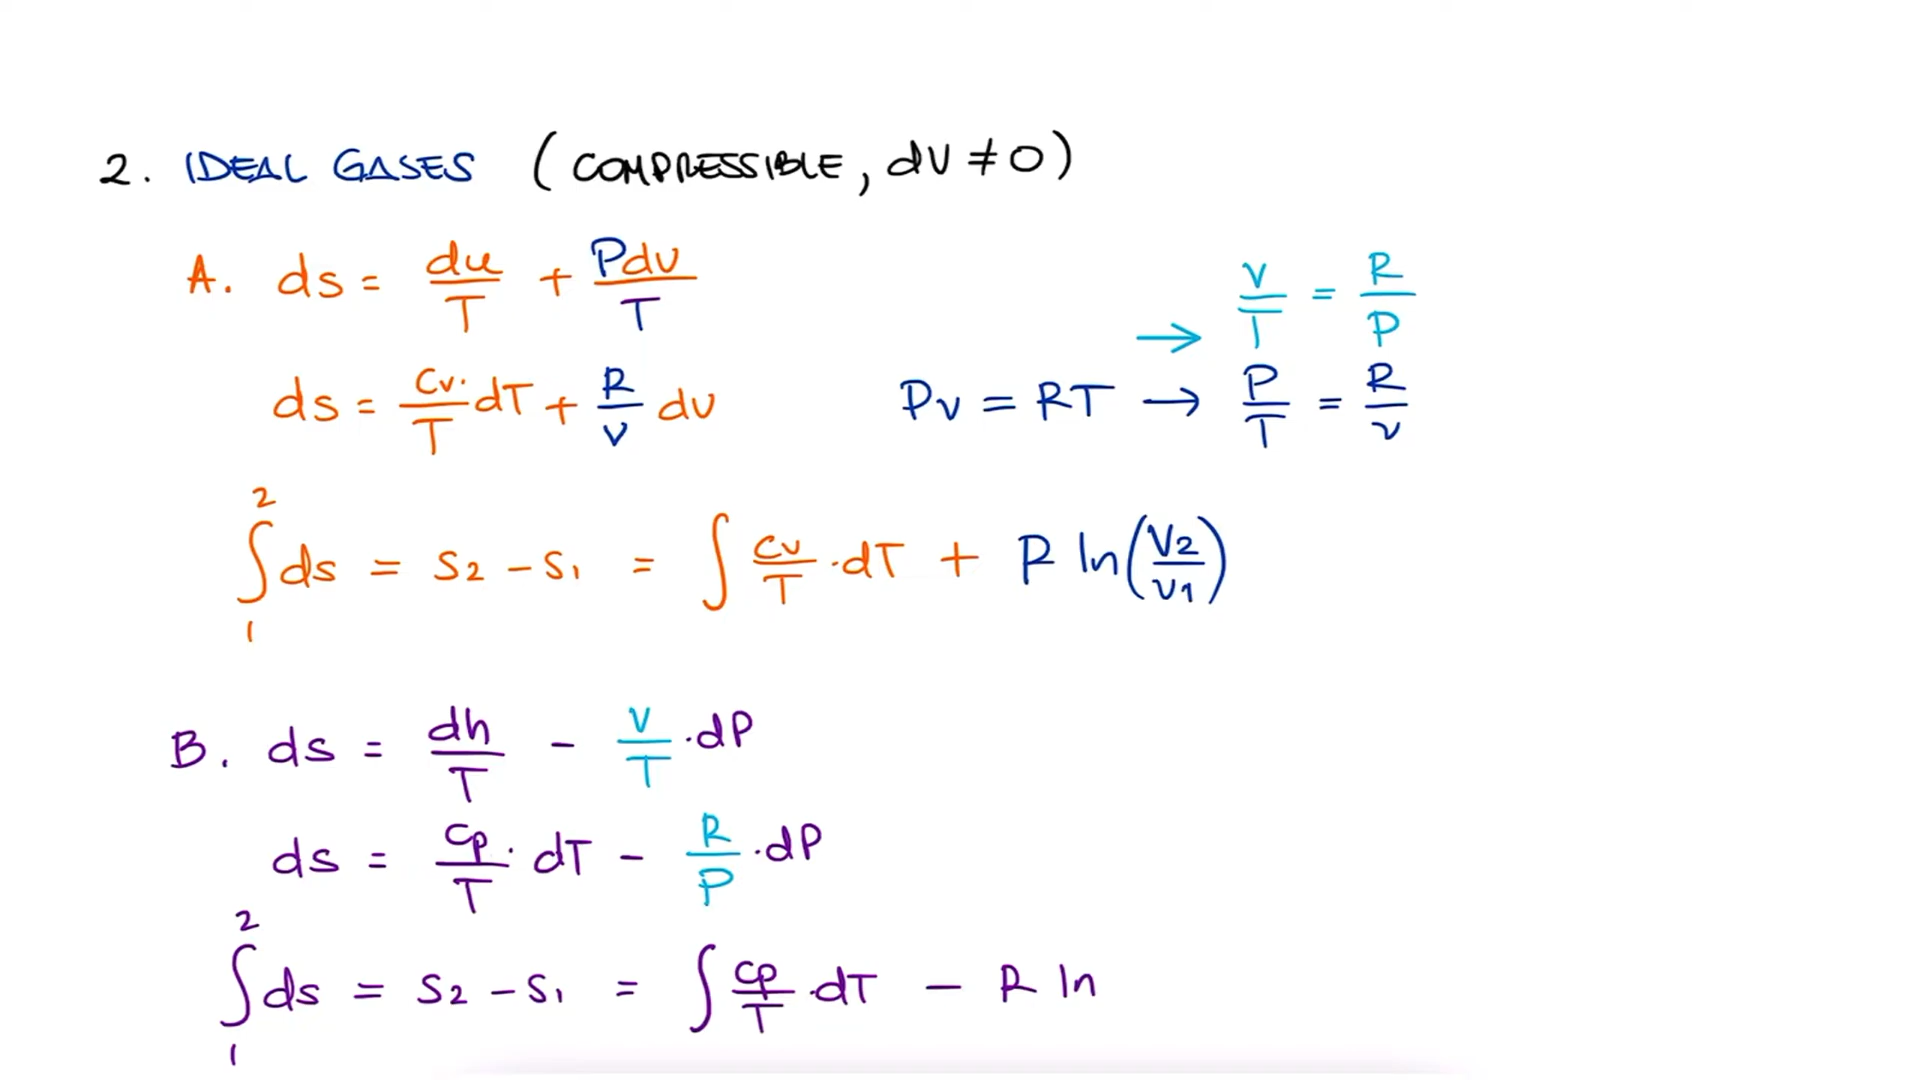 2. IDEAL GASES (COMPRESSIBLE, dv ≠ 0)
A. ds = du/T + Pdv/T
→ v/T = R/P
ds = Cv·/T dT + R/v dv
Pv = RT → P/T = R/v
∫₁² ds = S₂ - S₁ = ∫ Cv/T · dT + R ln(V₂/V₁)
B. ds = dh/T - v/T · dP
ds = Cp/T · dT - R/P · dP
∫₁² ds = S₂ - S₁ = ∫ Cp/T · dT - R ln